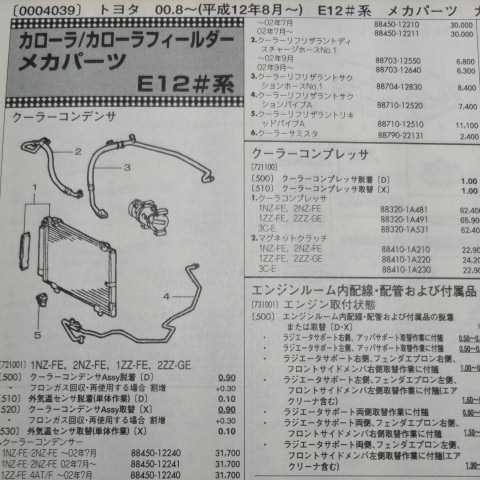 [0004039] トヨタ 00.8～(平成12年8月～) E12#系 メカパーツ
カローラ/カローラフィールダー
メカパーツ
E12#系
クーラーコンデンサ
1
2
3
4
5
[721001] 1NZ-FE, 2NZ-FE, 1ZZ-FE, 2ZZ-GE
[500] クーラーコンデンサAssy脱着 [D] 0.90
・ フロンガス回収・再使用する場合 割増 +0.30
[510] 外気温センサ脱着(単体作業) [D] 0.10
[520] クーラーコンデンサAssy取替 [X] 0.90
・ フロンガス回収・再使用する場合 割増 +0.30
[530] 外気温センサ取替(単体作業) [X] 0.10
クーラーコンデンサー
1NZ-FE 2NZ-FE ～02年7月 88450-12240 31.700
1NZ-FE 2NZ-FE 02年7月～ 88450-12241 31.700
1ZZ-FE 4AT/F ～02年7月 88450-12240 31.700
～02年7月 88450-12210 30.000
02年7月～ 88450-12211 30.000
2.クーラーリフリザラントディ
スチャージホースNo.1
～02年9月 88703-12550 6.800
02年9月～ 88703-12640 6.300
3.クーラーリフリザラントサク
ションホースNo.1 88704-12830 8.400
クーラーリフリザラントサク
ションパイプA 88710-12520 7.400
クーラーリフリザラントリキ
ッドパイプA 88710-12510 11.100
6.クーラーサミスタ 88790-22131 2.400
クーラーコンプレッサ
[721100]
[500] クーラーコンプレッサ脱着 [D] 1.00
[510] クーラーコンプレッサ取替 [X] 1.00
1.クーラーコンプレッサ
1NZ-FE, 2NZ-FE 88320-1A481 62.400
1ZZ-FE, 2ZZ-GE 88320-1A491 65.900
3C-E 88320-1A531 62.400
2.マグネットクラッチ
1NZ-FE, 2NZ-FE 88410-1A210 22.900
1ZZ-FE, 2ZZ-GE 88410-1A220 24.200
3C-E 88410-1A230 22.900
エンジンルーム内配線・配管および付属品
[731001] エンジン取付状態
[500] エンジンルーム内配線・配管および付属品の脱着
または取替 [D・X]
・ ラジエータサポート右側、アッパサポート取替作業に付随
・ ラジエータサポート左側、アッパサポート取替作業に付随
・ ラジエータサポート右側、フェンダエプロン右側、
フロントサイドメンバ右側取替作業に付随
・ ラジエータサポート左側、フェンダエプロン左側、
フロントサイドメンバ左側取替作業に付随(エア
クリーナ含む)
・ ラジエータサポート両側取替作業に付随
・ ラジエータサポート両側、フェンダエプロン右側、
フロントサイドメンバ右側取替作業に付随
・ ラジエータサポート両側、フェンダエプロン左側、
フロントサイドメンバ左側取替作業に付随(エア
クリーナ含む)